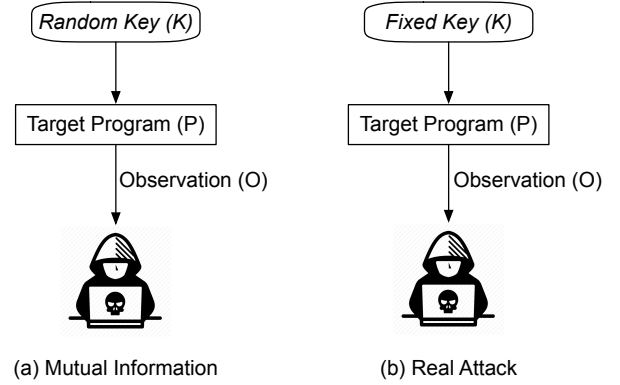 Random Key (K)
Target Program (P)
Observation (O)
(a) Mutual Information
Fixed Key (K)
Target Program (P)
Observation (O)
(b) Real Attack